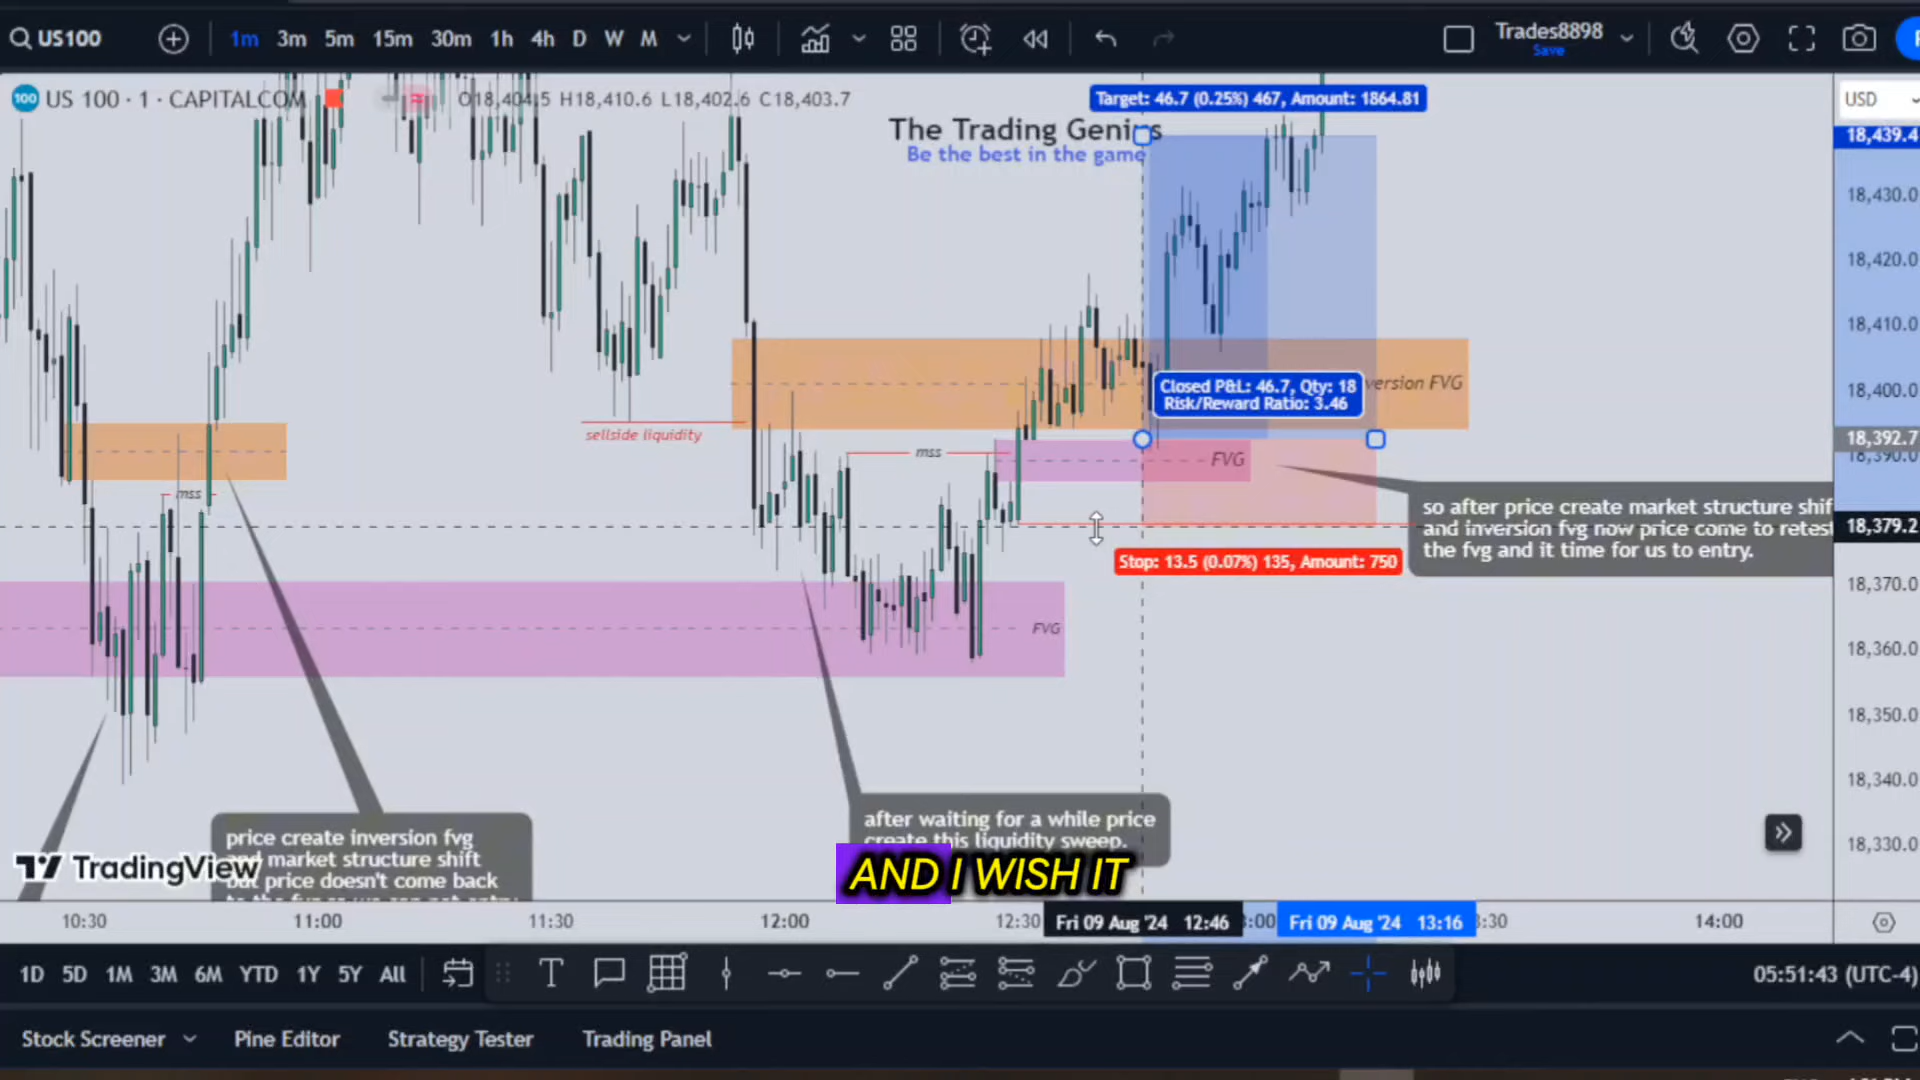 US100
1m 3m 5m 15m 30m 1h 4h D W M
Trades8898
Save
US 100 · 1 · CAPITALCOM
O18,404.5 H18,410.6 L18,402.6 C18,403.7
Target: 46.7 (0.25%) 467, Amount: 1864.81
USD
The Trading Genius
Be the best in the game
18,439.4
18,430.0
18,420.0
18,410.0
18,400.0
18,392.7
18,390.0
18,379.2
18,370.0
18,360.0
18,350.0
18,340.0
18,330.0
Closed P&L: 46.7, Qty: 18
Risk/Reward Ratio: 3.46
version FVG
sellside liquidity
mss
FVG
mss
so after price create market structure shif
and inversion fvg now price come to retest
the fvg and it time for us to entry.
Stop: 13.5 (0.07%) 135, Amount: 750
FVG
after waiting for a while price
create this liquidity sweep.
price create inversion fvg
market structure shift
but price doesn't come back
TradingView
AND I WISH IT
10:30 11:00 11:30 12:00 12:30 Fri 09 Aug '24 12:46 :00 Fri 09 Aug '24 13:16 :30 14:00
1D 5D 1M 3M 6M YTD 1Y 5Y All
05:51:43 (UTC-4)
Stock Screener Pine Editor Strategy Tester Trading Panel